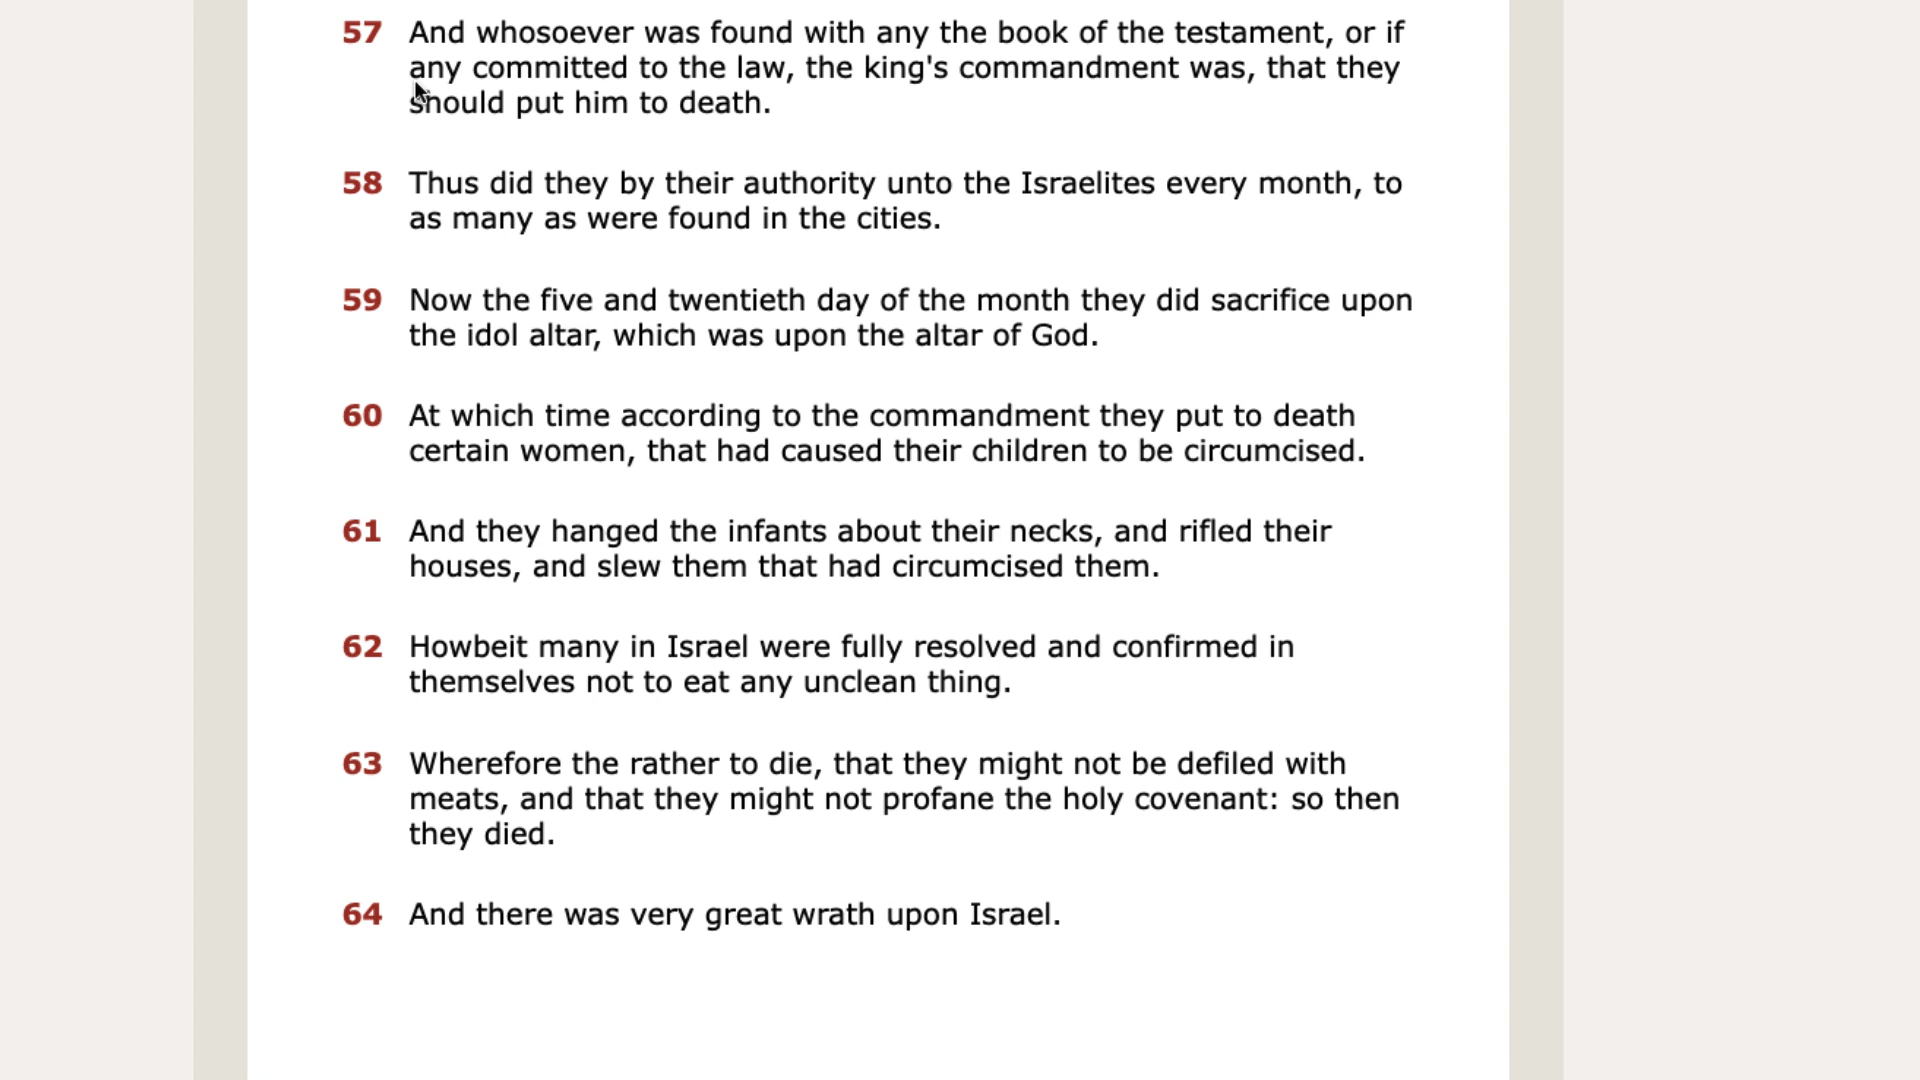 57 And whosoever was found with any the book of the testament, or if
any committed to the law, the king's commandment was, that they
should put him to death.
58 Thus did they by their authority unto the Israelites every month, to
as many as were found in the cities.
59 Now the five and twentieth day of the month they did sacrifice upon
the idol altar, which was upon the altar of God.
60 At which time according to the commandment they put to death
certain women, that had caused their children to be circumcised.
61 And they hanged the infants about their necks, and rifled their
houses, and slew them that had circumcised them.
62 Howbeit many in Israel were fully resolved and confirmed in
themselves not to eat any unclean thing.
63 Wherefore the rather to die, that they might not be defiled with
meats, and that they might not profane the holy covenant: so then
they died.
64 And there was very great wrath upon Israel.